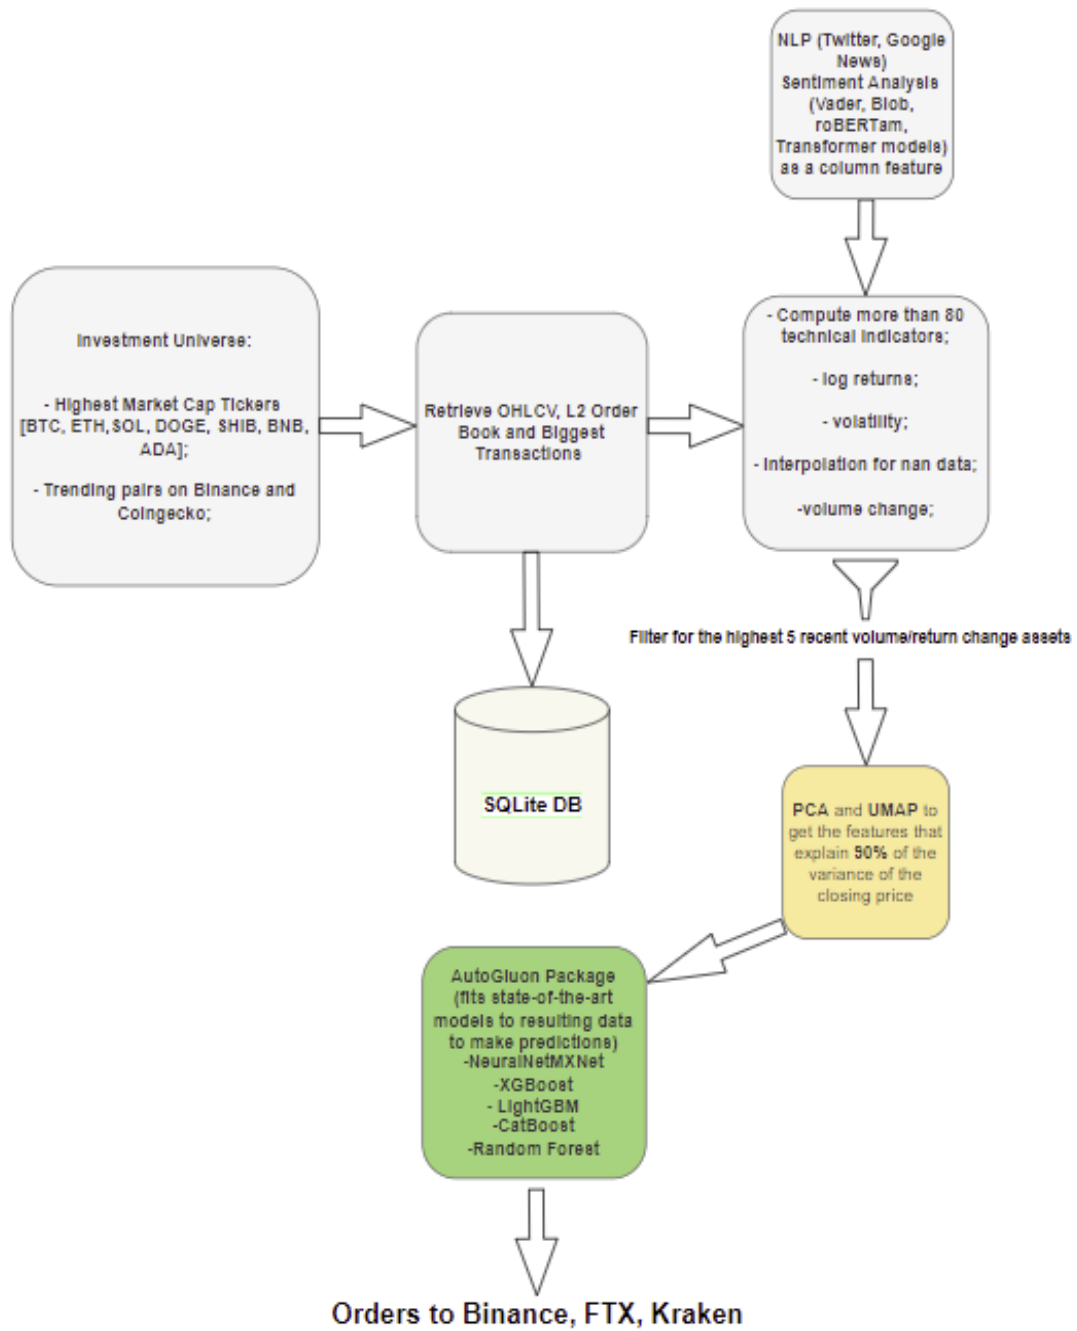 NLP (Twitter, Google
News)
Sentiment Analysis
(Vader, Blob,
roBERTam,
Transformer models)
as a column feature
Investment Universe:
- Highest Market Cap Tickers
[BTC, ETH,SOL, DOGE, SHIB, BNB,
ADA];
- Trending pairs on Binance and
Coingecko;
Retrieve OHLCV, L2 Order
Book and Biggest
Transactions
- Compute more than 80
technical indicators;
- log returns;
- volatility;
- Interpolation for nan data;
-volume change;
Filter for the highest 5 recent volume/return change assets
SQLite DB
PCA and UMAP to
get the features that
explain 90% of the
variance of the
closing price
AutoGluon Package
(fits state-of-the-art
models to resulting data
to make predictions)
-NeuralNetMXNet
-XGBoost
- LightGBM
-CatBoost
-Random Forest
Orders to Binance, FTX, Kraken